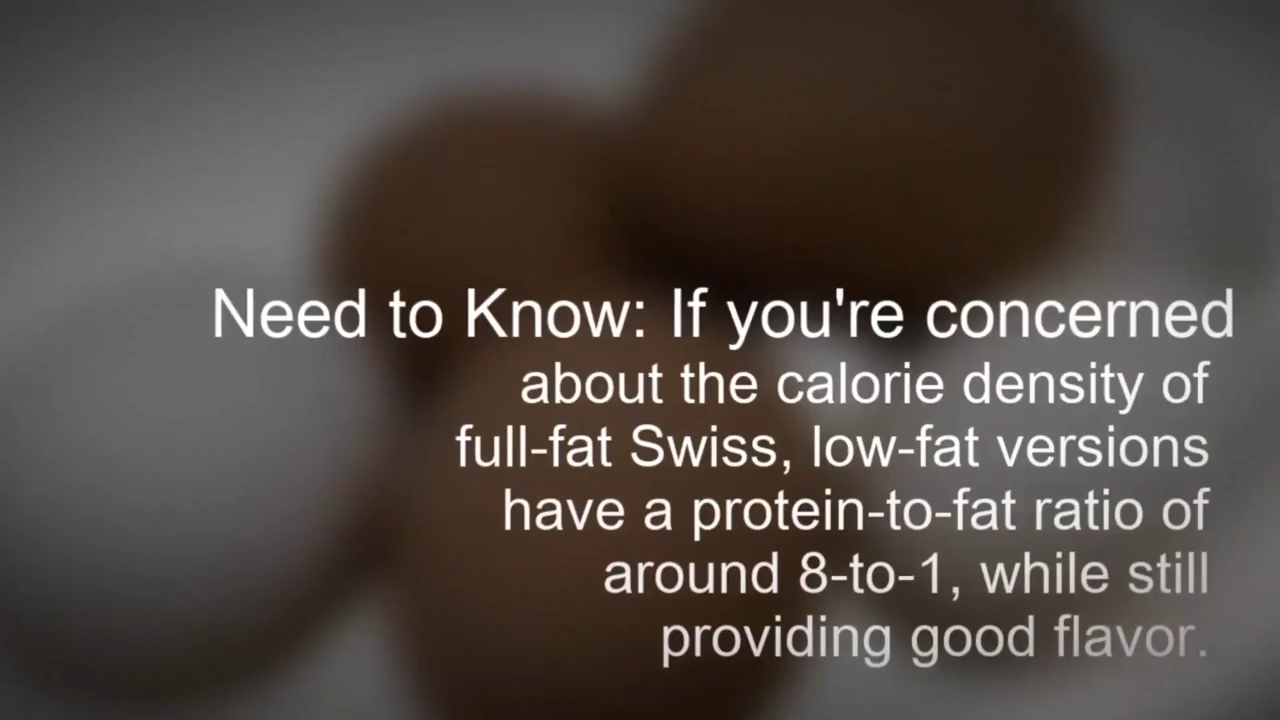 Need to Know: If you're concerned
about the calorie density of
full-fat Swiss, low-fat versions
have a protein-to-fat ratio of
around 8-to-1, while still
providing good flavor.